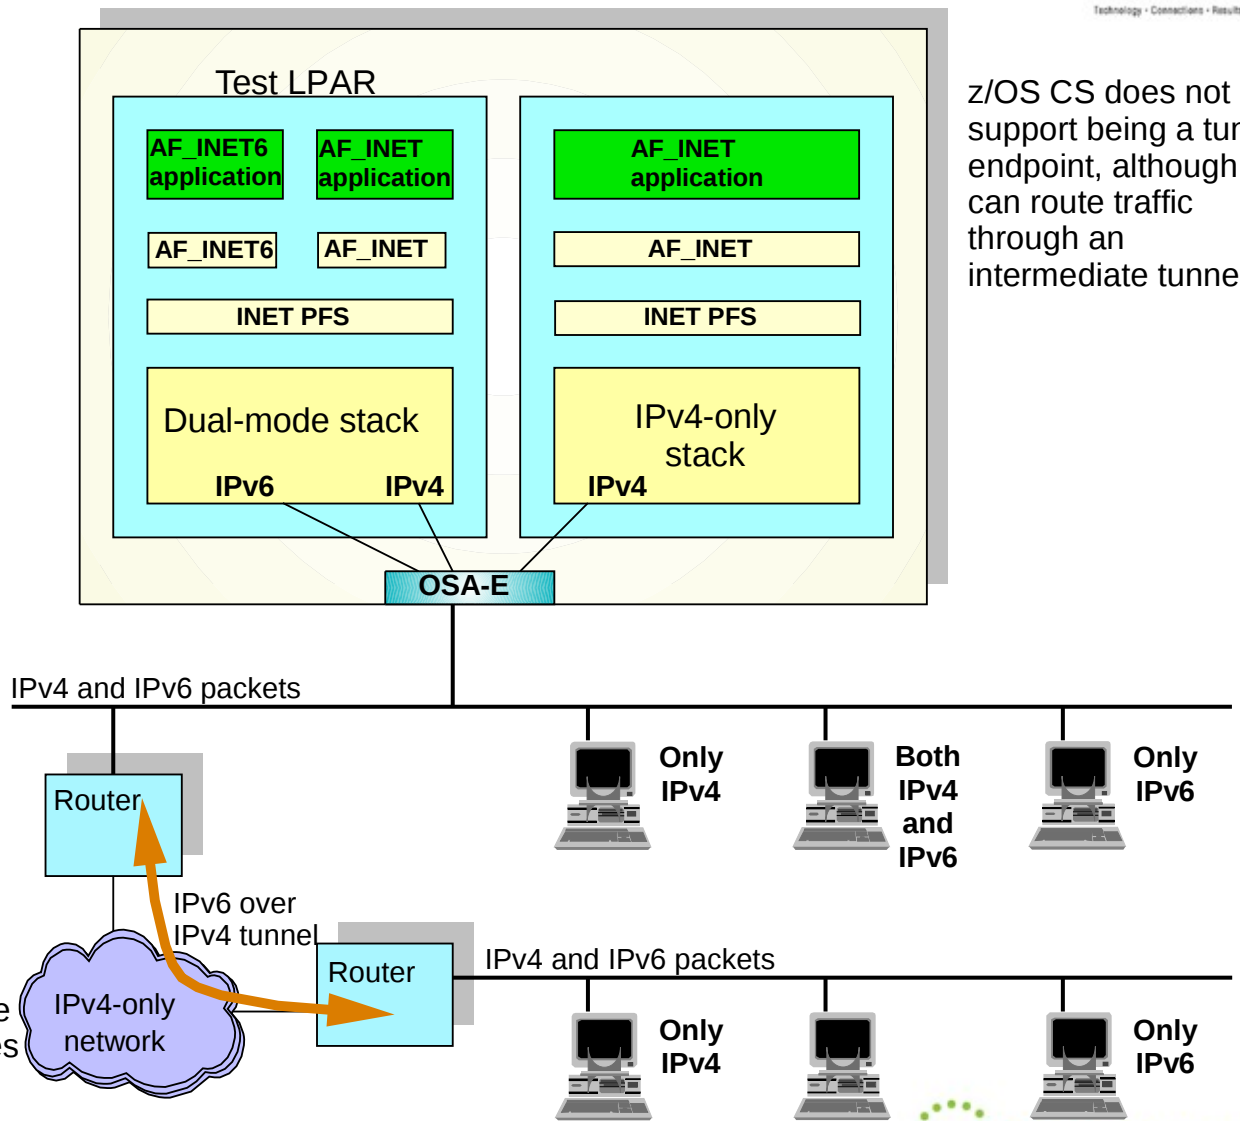 Technology • Connections • Results
Test LPAR
z/OS CS does not
support being a
endpoint, although
can route traffic
through an
intermediate
AF_INET6
application
AF_INET
application
AF_INET
application
AF_INET6
AF_INET
AF_INET
INET PFS
INET PFS
Dual-mode stack
IPv6
IPv4
IPv4-only
stack
IPv4
OSA-E
IPv4 and IPv6 packets
Router
Only
IPv4
Both
IPv4
and
IPv6
Only
IPv6
IPv6 over
IPv4 tunnel
Router
IPv4 and IPv6 packets
IPv4-only
network
Only
IPv4
Only
IPv6